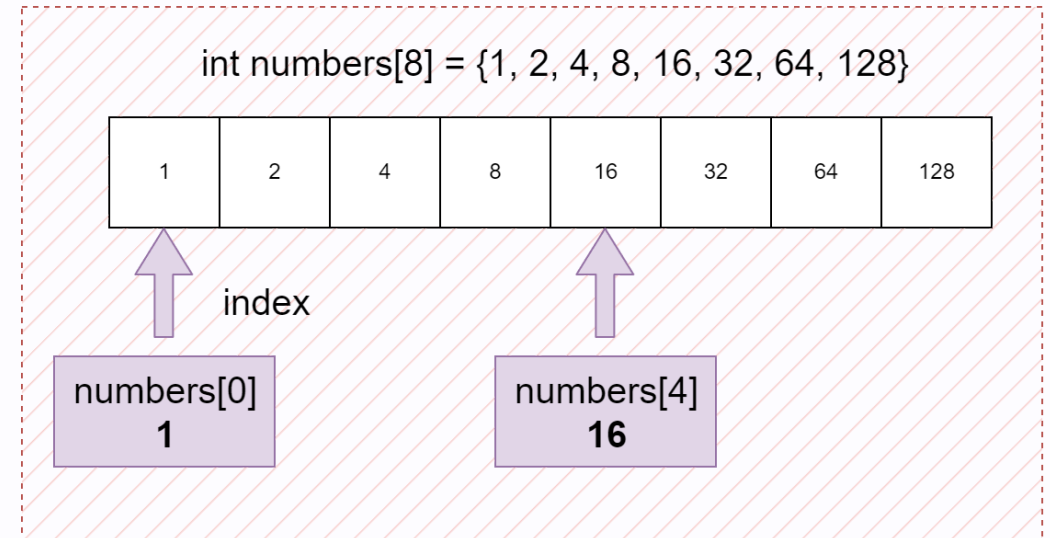 int numbers[8] = {1, 2, 4, 8, 16, 32, 64, 128}
1 2 4 8 16 32 64 128
index
numbers[0] numbers[4]
1 16